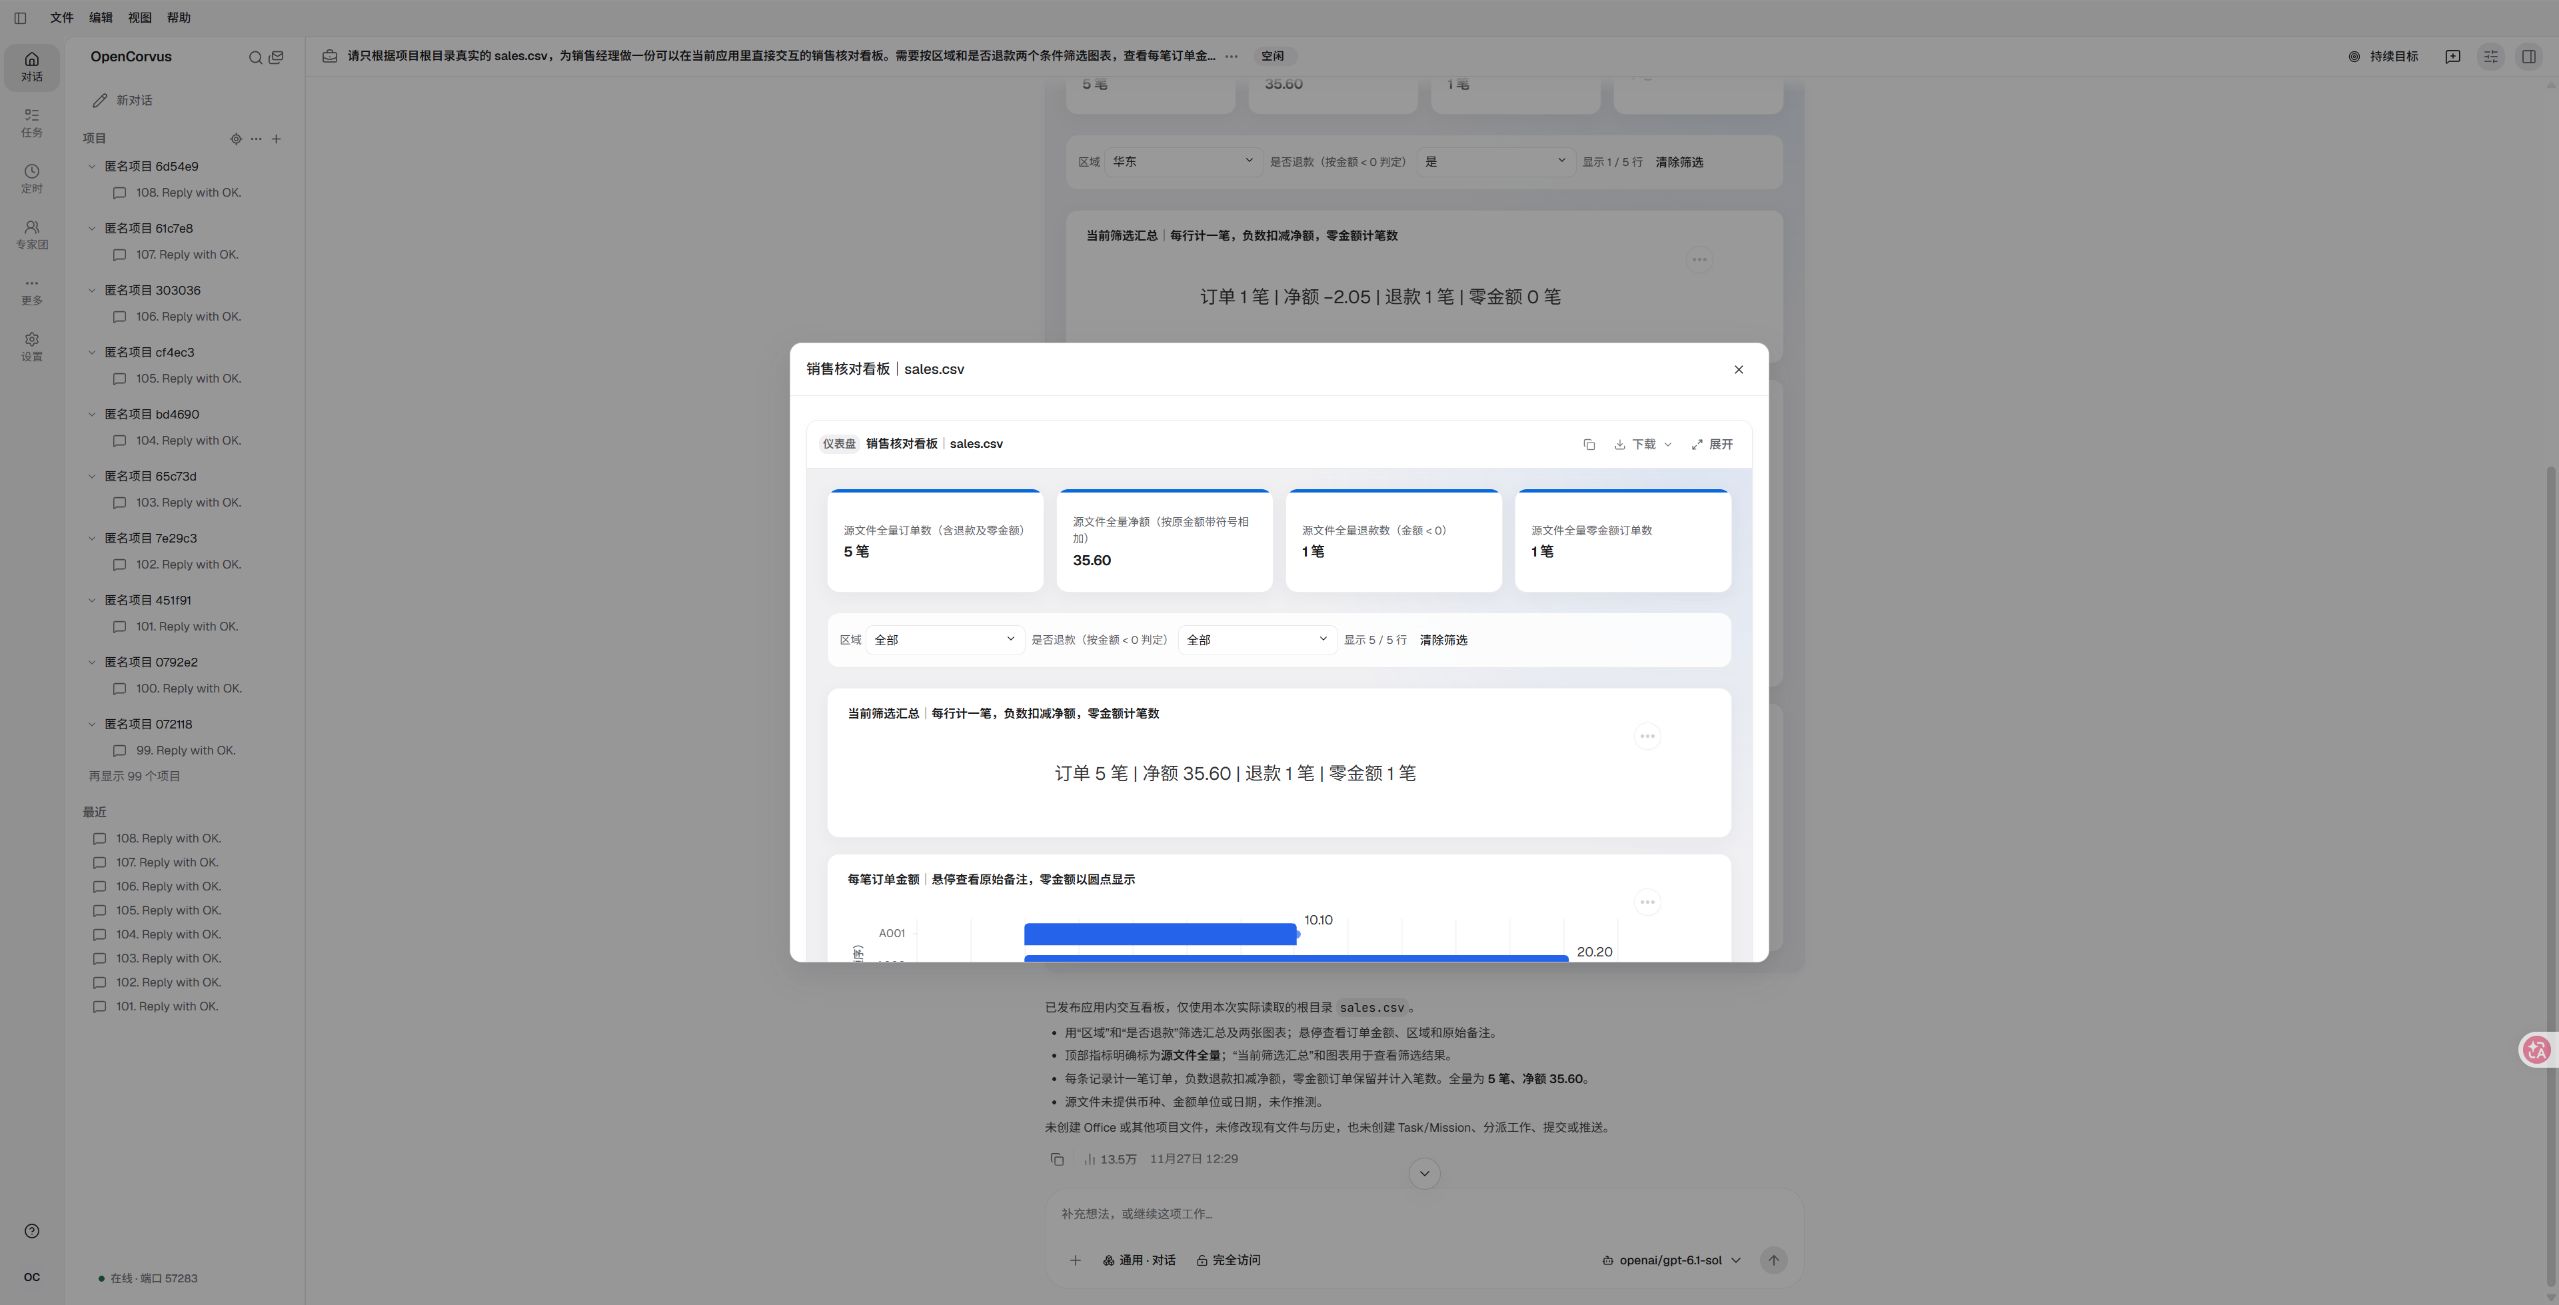 文件 编辑 视图 帮助
对话
任务
定时
专家团
更多
设置
OC
OpenCorvus
新对话
项目
匿名项目 6d54e9
108. Reply with OK.
匿名项目 61c7e8
107. Reply with OK.
匿名项目 303036
106. Reply with OK.
匿名项目 cf4ec3
105. Reply with OK.
匿名项目 bd4690
104. Reply with OK.
匿名项目 65c73d
103. Reply with OK.
匿名项目 7e29c3
102. Reply with OK.
匿名项目 451f91
101. Reply with OK.
匿名项目 0792e2
100. Reply with OK.
匿名项目 072118
99. Reply with OK.
再显示 99 个项目
最近
108. Reply with OK.
107. Reply with OK.
106. Reply with OK.
105. Reply with OK.
104. Reply with OK.
103. Reply with OK.
102. Reply with OK.
101. Reply with OK.
在线 · 端口 57283
请只根据项目根目录真实的 sales.csv，为销售经理做一份可以在当前应用里直接交互的销售核对看板。需要按区域和是否退款两个条件筛选图表，查看每笔订单金... 空闲
持续目标
5 笔 35.60 1 笔
区域 华东 是否退款（按金额 < 0 判定） 是 显示 1 / 5 行 清除筛选
当前筛选汇总｜每行计一笔，负数扣减净额，零金额计笔数
订单 1 笔 | 净额 −2.05 | 退款 1 笔 | 零金额 0 笔
销售核对看板｜sales.csv
仪表盘 销售核对看板｜sales.csv 下载 展开
源文件全量订单数（含退款及零金额）
5 笔
源文件全量净额（按原金额带符号相
加）
35.60
源文件全量退款数（金额 < 0）
1 笔
源文件全量零金额订单数
1 笔
区域 全部 是否退款（按金额 < 0 判定） 全部 显示 5 / 5 行 清除筛选
当前筛选汇总｜每行计一笔，负数扣减净额，零金额计笔数
订单 5 笔 | 净额 35.60 | 退款 1 笔 | 零金额 1 笔
每笔订单金额｜悬停查看原始备注，零金额以圆点显示
A001 10.10
20.20
已发布应用内交互看板，仅使用本次实际读取的根目录 sales.csv。
• 用“区域”和“是否退款”筛选汇总及两张图表；悬停查看订单金额、区域和原始备注。
• 顶部指标明确标为源文件全量；“当前筛选汇总”和图表用于查看筛选结果。
• 每条记录计一笔订单，负数退款扣减净额，零金额订单保留并计入笔数。全量为 5 笔、净额 35.60。
• 源文件未提供币种、金额单位或日期，未作推测。
未创建 Office 或其他项目文件，未修改现有文件与历史，也未创建 Task/Mission、分派工作、提交或推送。
13.5万 11月27日 12:29
补充想法，或继续这项工作...
通用 · 对话 完全访问 openai/gpt-6.1-sol